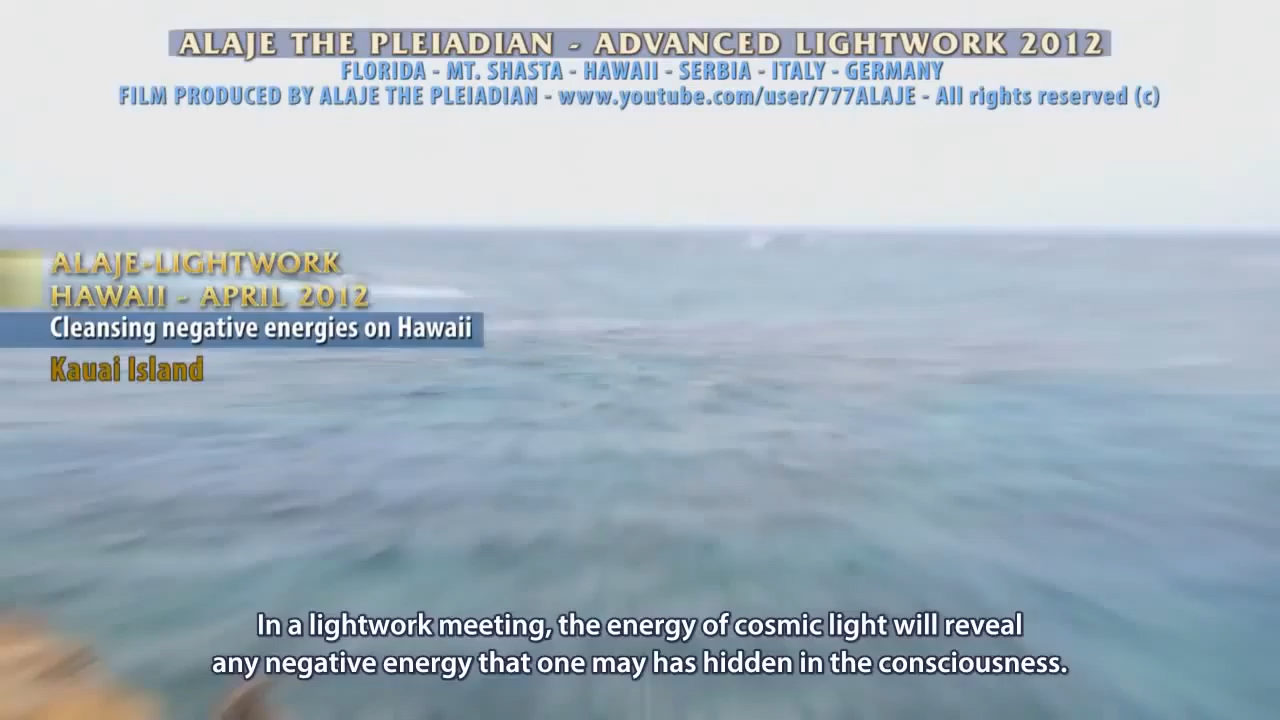 ALAJE THE PLEIADIAN - ADVANCED LIGHTWORK 2012
FLORIDA - MT. SHASTA - HAWAII - SERBIA - ITALY - GERMANY
FILM PRODUCED BY ALAJE THE PLEIADIAN - www.youtube.com/user/777ALAJE - All rights reserved (c)
ALAJE-LIGHTWORK
HAWAII - APRIL 2012
Cleansing negative energies on Hawaii
Kauai Island
In a lightwork meeting, the energy of cosmic light will reveal
any negative energy that one may has hidden in the consciousness.